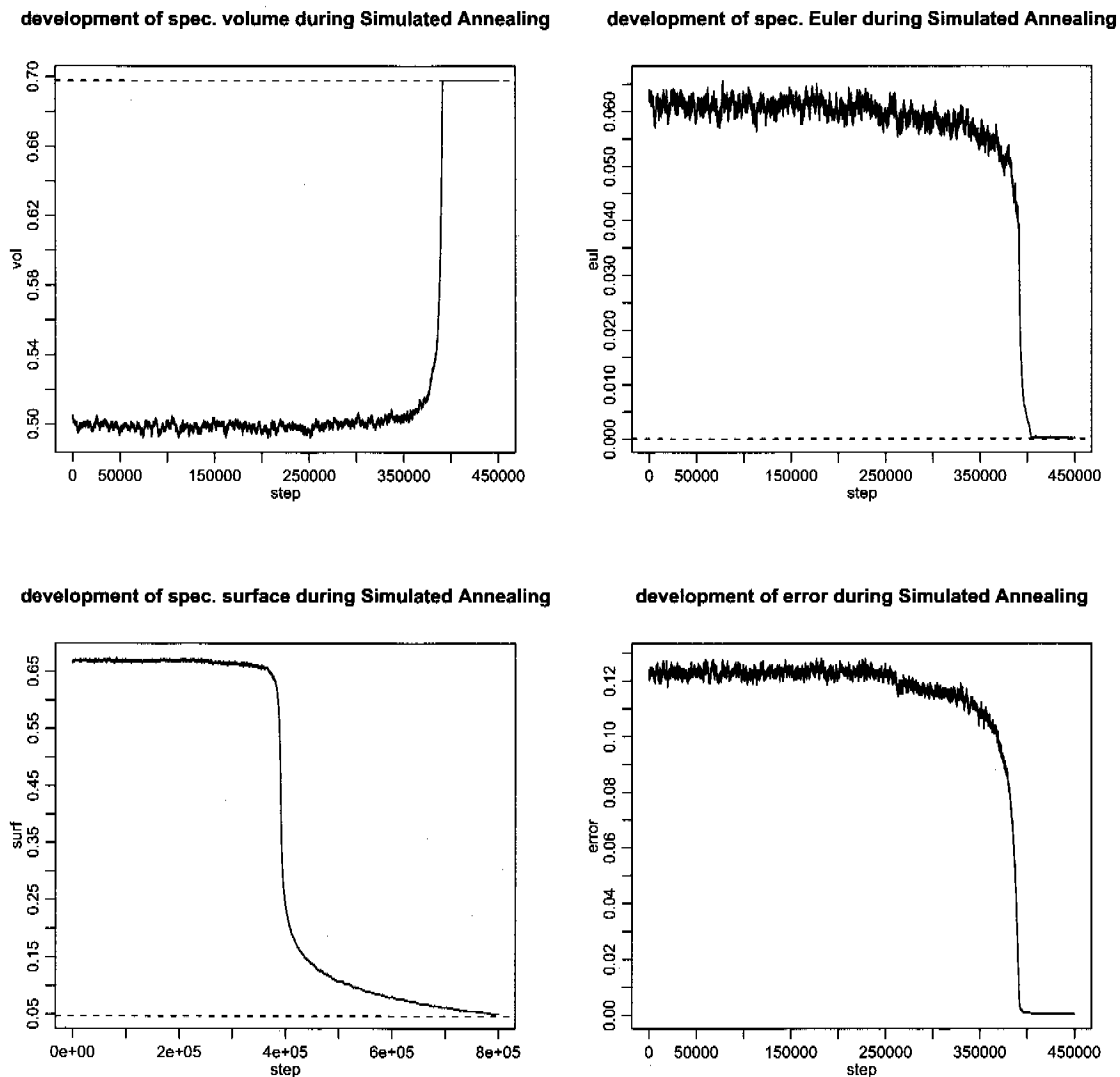 development of spec. volume during Simulated Annealing
vol
0.70
0.66
0.62
0.58
0.54
0.50
0 50000 150000 250000 350000 450000
step
development of spec. Euler during Simulated Annealing
eul
0.060
0.050
0.040
0.030
0.020
0.010
0.000
0 50000 150000 250000 350000 450000
step
development of spec. surface during Simulated Annealing
surf
0.65
0.55
0.45
0.35
0.25
0.15
0.05
0e+00 2e+05 4e+05 6e+05 8e+05
step
development of error during Simulated Annealing
error
0.12
0.10
0.08
0.06
0.04
0.02
0.00
0 50000 150000 250000 350000 450000
step